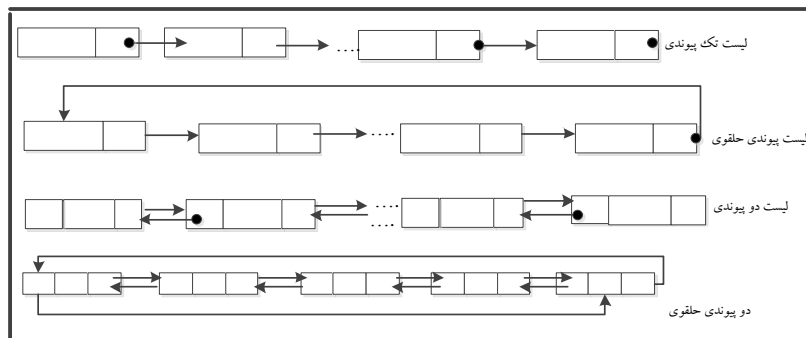 لیست تک پیوندی
لیست پیوندی حلقوی
لیست دو پیوندی
دو پیوندی حلقوی